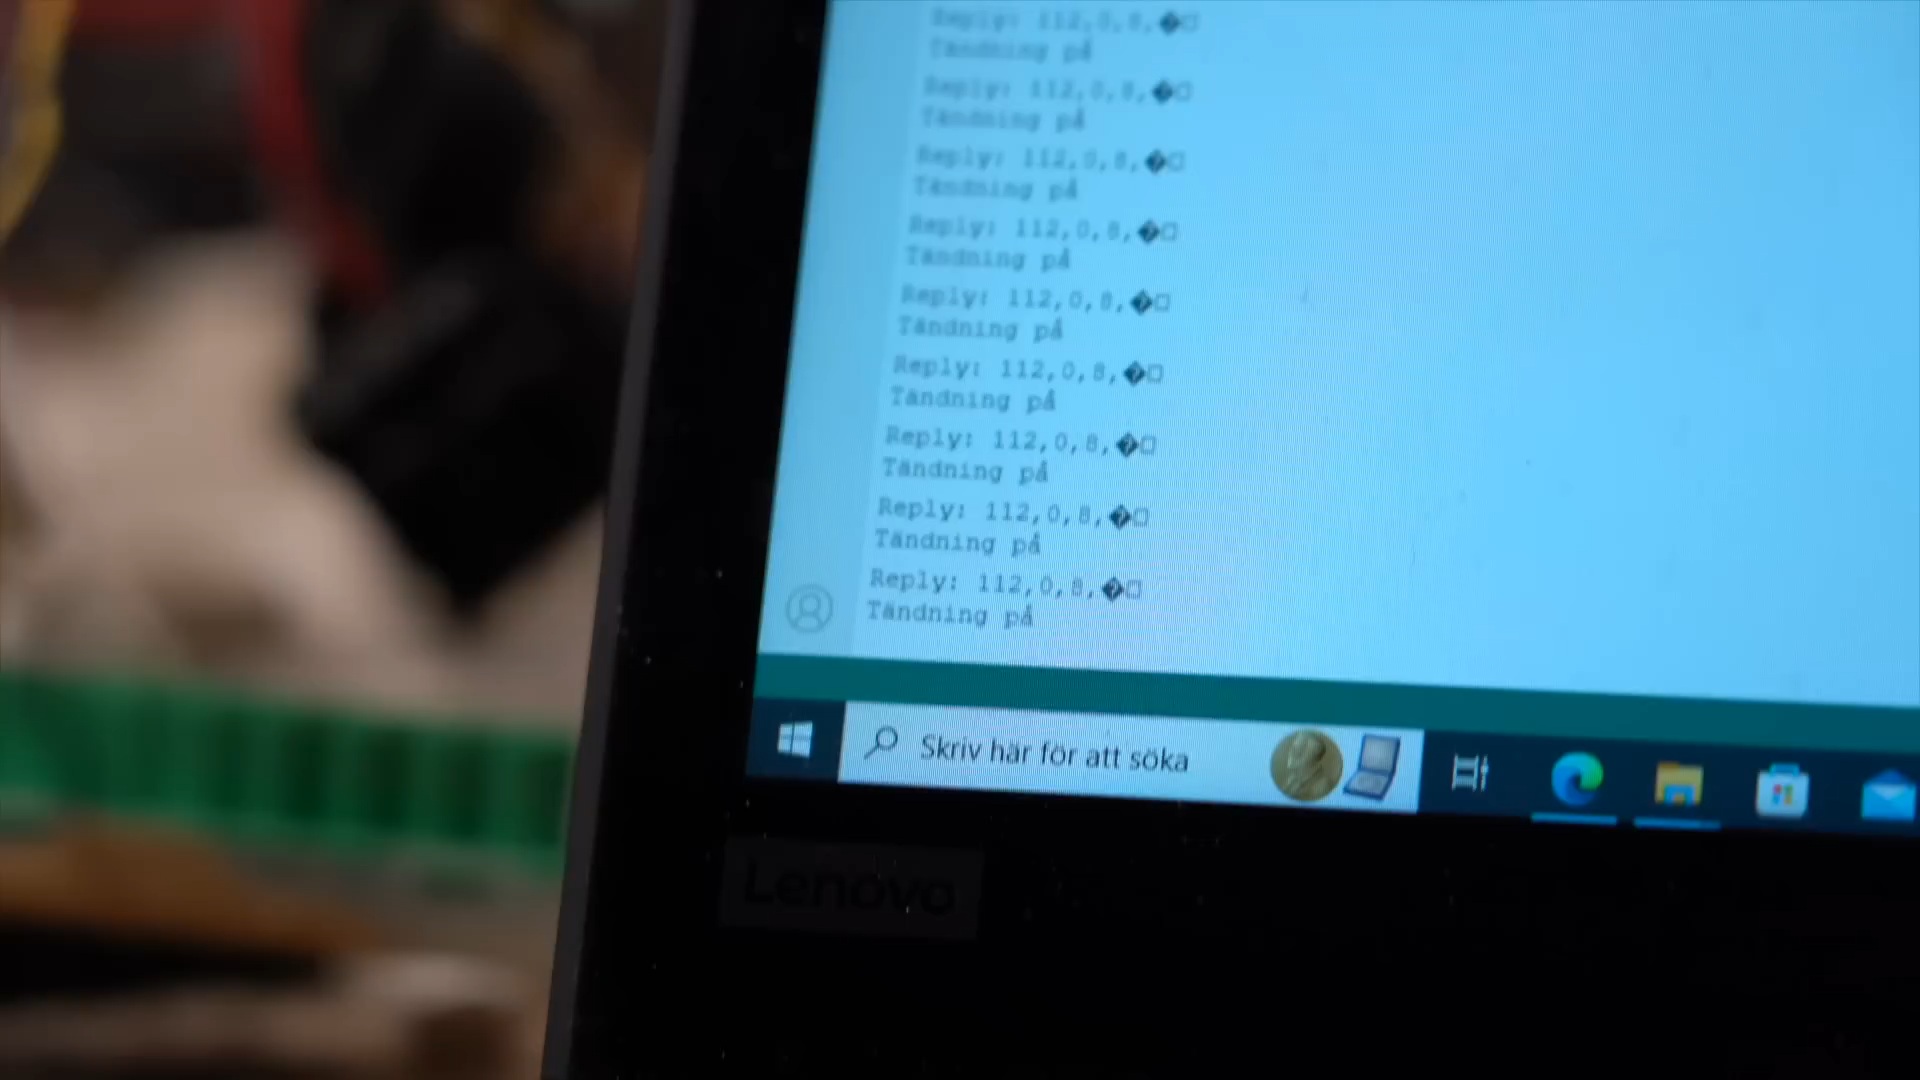 Reply: 112,0,8,�□
Tändning på
Reply: 112,0,8,�□
Tändning på
Reply: 112,0,8,�□
Tändning på
Reply: 112,0,8,�□
Tändning på
Reply: 112,0,8,�□
Tändning på
Reply: 112,0,8,�□
Tändning på
Reply: 112,0,8,�□
Tändning på
Reply: 112,0,8,�□
Tändning på
Reply: 112,0,8,�□
Tändning på
Skriv här för att söka
Lenovo